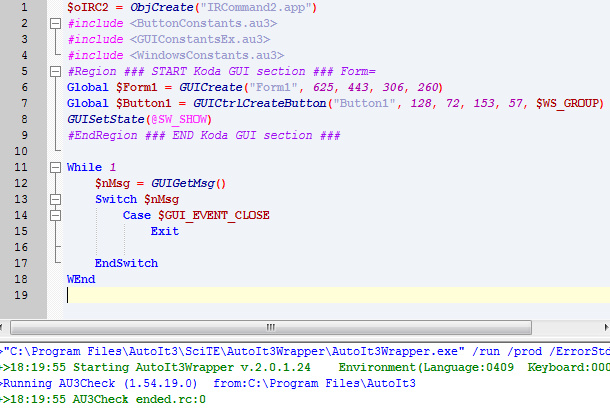 1 $oIRC2 = ObjCreate("IRCommand2.app")
2 #include <ButtonConstants.au3>
3 #include <GUIConstantsEx.au3>
4 #include <WindowsConstants.au3>
5 #Region ### START Koda GUI section ### Form=
6 Global $Form1 = GUICreate("Form1", 625, 443, 306, 260)
7 Global $Button1 = GUICtrlCreateButton("Button1", 128, 72, 153, 57, $WS_GROUP)
8 GUISetState(@SW_SHOW)
9 #EndRegion ### END Koda GUI section ###
10
11 While 1
12 $nMsg = GUIGetMsg()
13 Switch $nMsg
14 Case $GUI_EVENT_CLOSE
15 Exit
16
17 EndSwitch
18 WEnd
19
>"C:\Program Files\AutoIt3\SciTE\AutoIt3Wrapper\AutoIt3Wrapper.exe" /run /prod /ErrorStd
+>18:19:55 Starting AutoIt3Wrapper v.2.0.1.24 Environment(Language:0409 Keyboard:000
>Running AU3Check (1.54.19.0) from:C:\Program Files\AutoIt3
+>18:19:55 AU3Check ended.rc:0